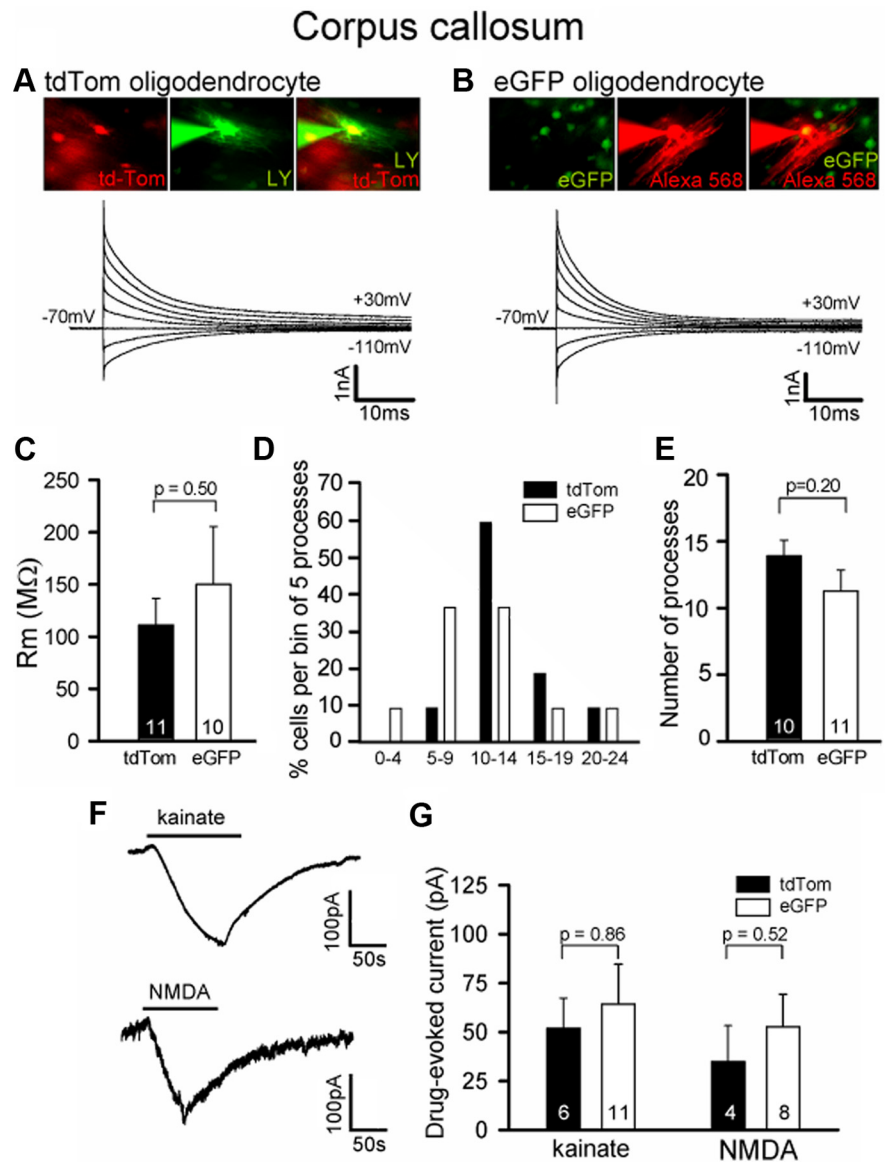 Corpus callosum
A tdTom oligodendrocyte
td-Tom
LY
LY
td-Tom
-70mV
+30mV
-110mV
1nA
10ms
B eGFP oligodendrocyte
eGFP
Alexa 568
eGFP
Alexa 568
-70mV
+30mV
-110mV
1nA
10ms
C
Rm (MΩ)
250
200
150
100
50
0
p = 0.50
11
10
tdTom eGFP
D
% cells per bin of 5 processes
70
60
50
40
30
20
10
0
tdTom
eGFP
0-4 5-9 10-14 15-19 20-24
E
Number of processes
20
15
10
5
0
p=0.20
10
11
tdTom eGFP
F
kainate
100pA
50s
NMDA
100pA
50s
G
Drug-evoked current (pA)
125
100
75
50
25
0
tdTom
eGFP
p = 0.86
p = 0.52
6
11
4
8
kainate NMDA